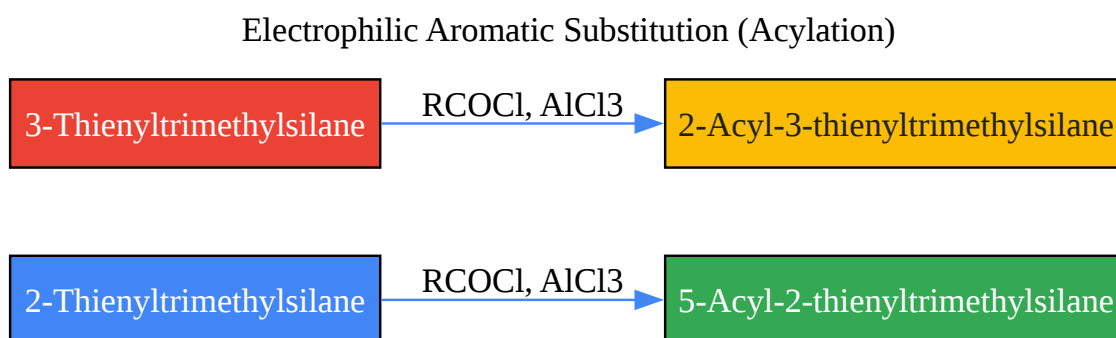 Electrophilic Aromatic Substitution (Acylation)
3-Thienyltrimethylsilane
RCOCl, AlCl3
2-Acyl-3-thienyltrimethylsilane
2-Thienyltrimethylsilane
RCOCl, AlCl3
5-Acyl-2-thienyltrimethylsilane